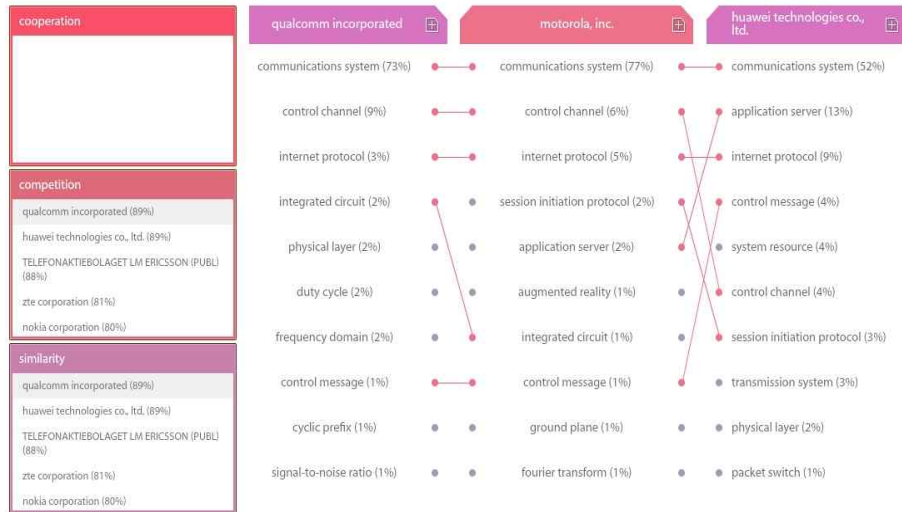 cooperation
competition
qualcomm incorporated (89%)
huawei technologies co., ltd. (89%)
TELEFONAKTIEBOLAGET LM ERICSSON (PUBL)
(88%)
zte corporation (81%)
nokia corporation (80%)
similarity
qualcomm incorporated (89%)
huawei technologies co., ltd. (89%)
TELEFONAKTIEBOLAGET LM ERICSSON (PUBL)
(88%)
zte corporation (81%)
nokia corporation (80%)
qualcomm incorporated
communications system (73%)
control channel (9%)
internet protocol (3%)
integrated circuit (2%)
physical layer (2%)
duty cycle (2%)
frequency domain (2%)
control message (1%)
cyclic prefix (1%)
signal-to-noise ratio (1%)
motorola, inc.
communications system (77%)
control channel (6%)
internet protocol (5%)
session initiation protocol (2%)
application server (2%)
augmented reality (1%)
integrated circuit (1%)
control message (1%)
ground plane (1%)
fourier transform (1%)
huawei technologies co.,
ltd.
communications system (52%)
application server (13%)
internet protocol (9%)
control message (4%)
system resource (4%)
control channel (4%)
session initiation protocol (3%)
transmission system (3%)
physical layer (2%)
packet switch (1%)